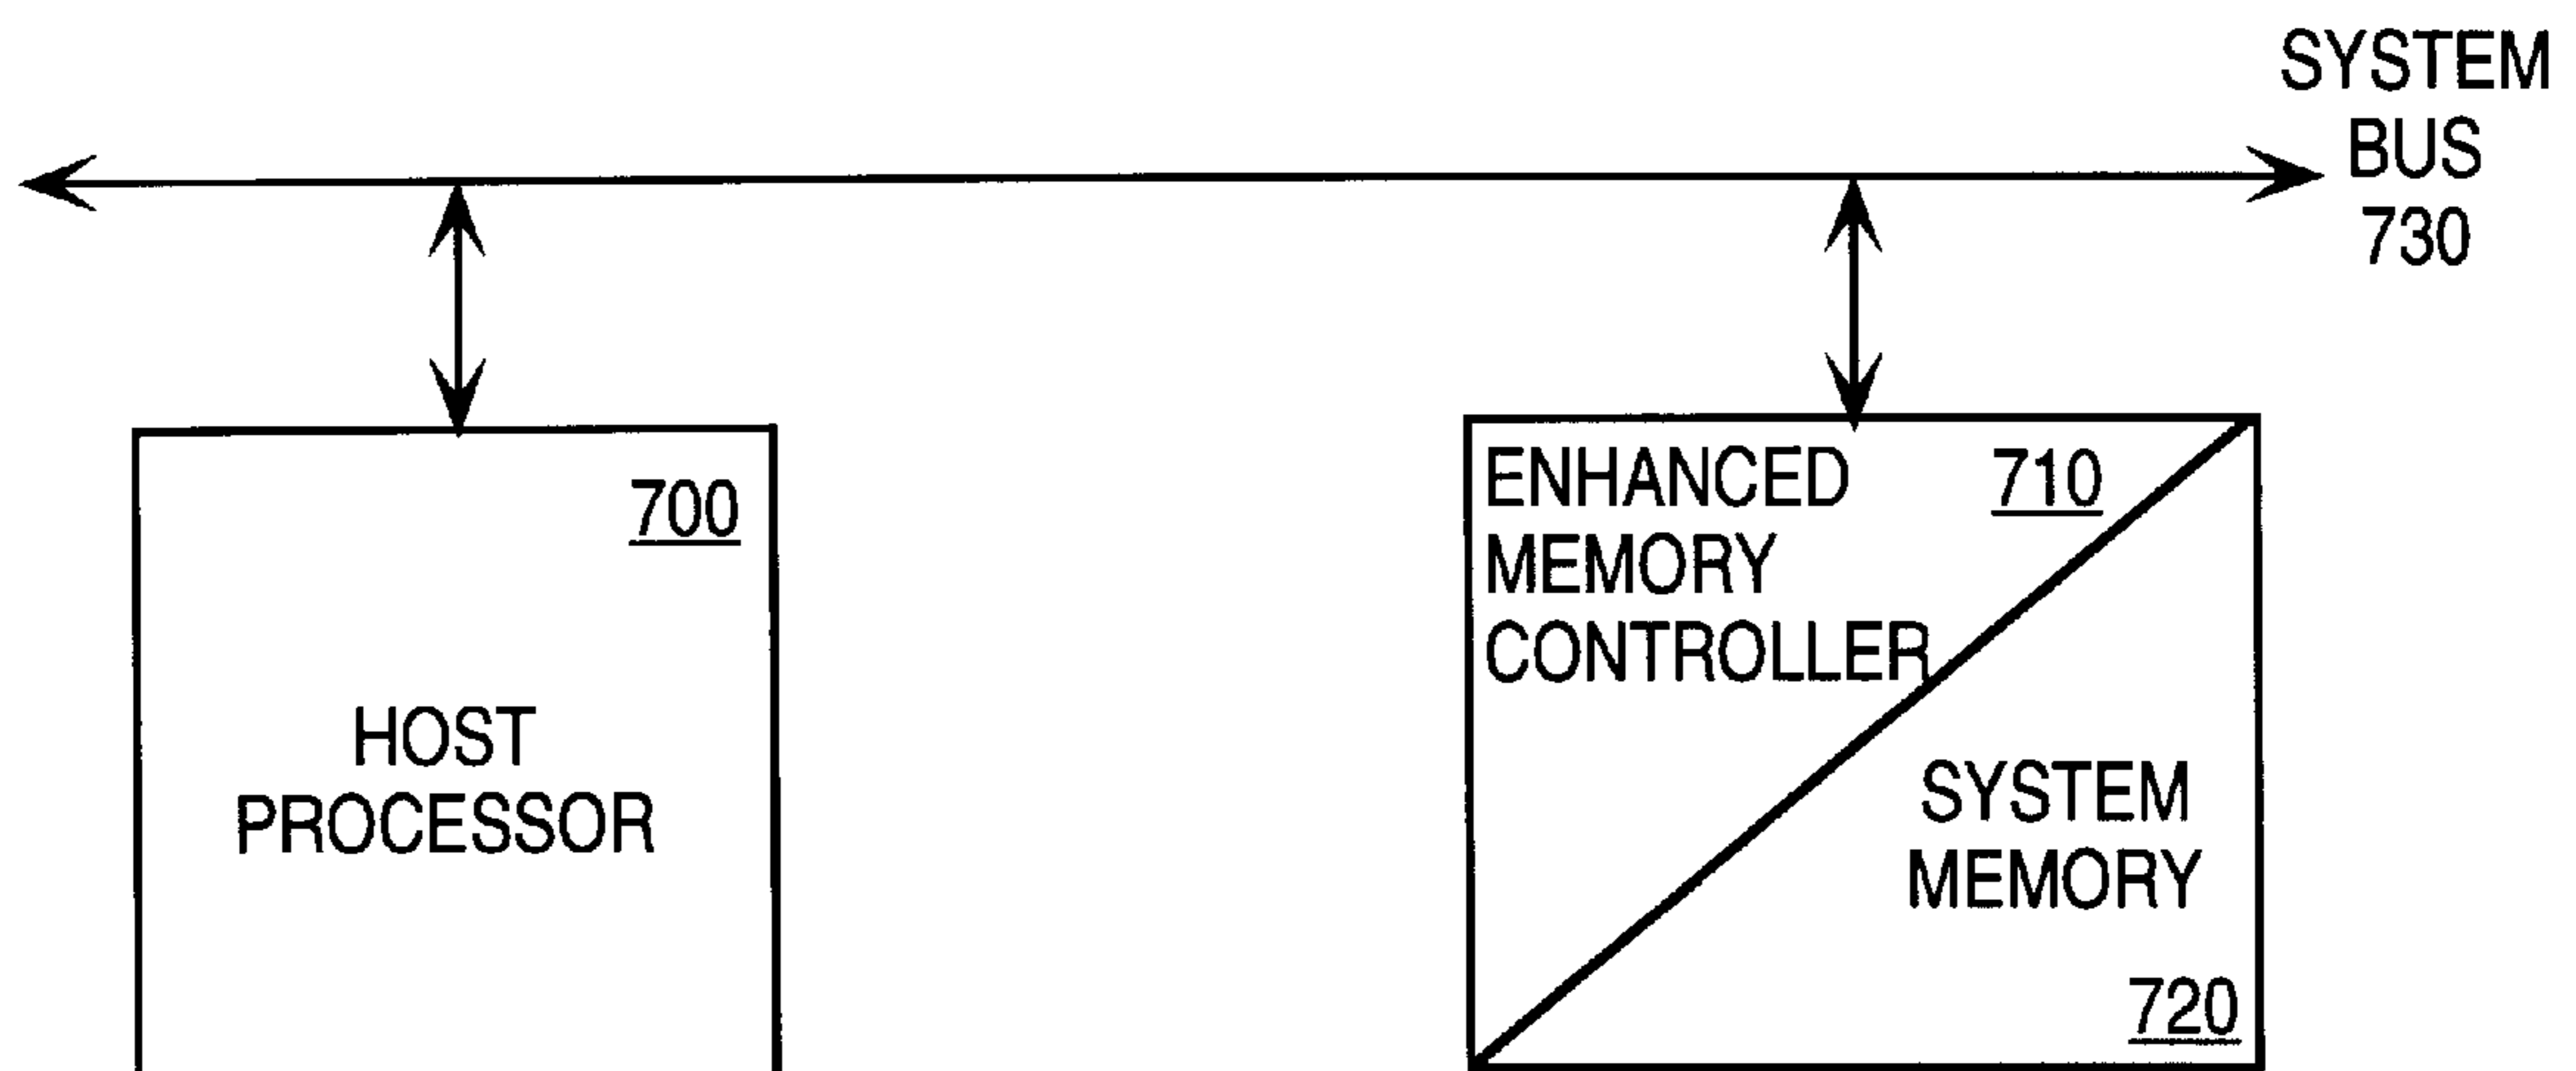 SYSTEM
BUS
730
700
HOST
PROCESSOR
ENHANCED
MEMORY
CONTROLLER
710
SYSTEM
MEMORY
720